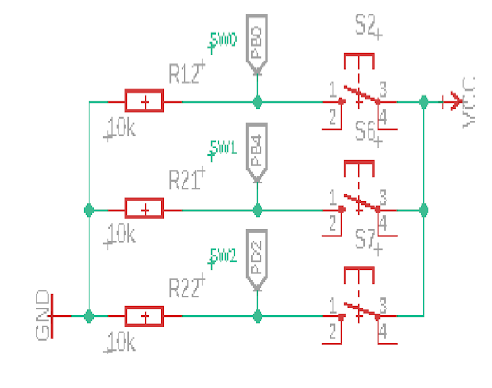 SW0
PB0
S2
R12
1 3
2 4
10k
VCC
SW1
PB4
S6
R21
1 3
2 4
10k
SW2
PD2
S7
R22
1 3
2 4
10k
GND